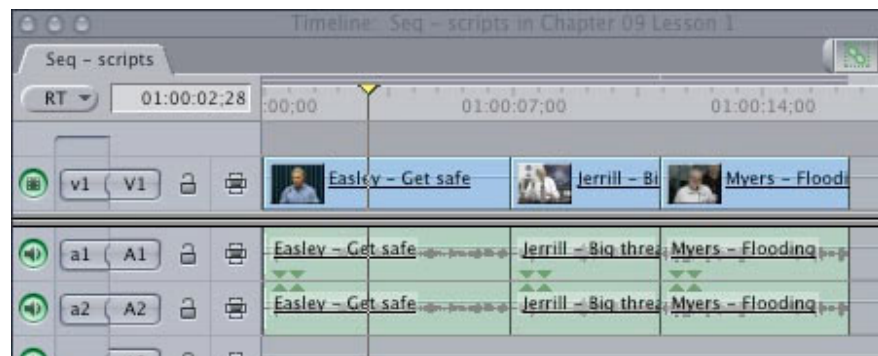 Timeline: Seq – scripts in Chapter 09 Lesson 1
Seq – scripts
RT 01:00:02;28 :00;00 01:00:07;00 01:00:14;00
v1 V1 Easley – Get safe Jerrill – Bi Myers – Floodi
a1 A1 Easley – Get safe Jerrill – Big threa Myers – Flooding
a2 A2 Easley – Get safe Jerrill – Big threa Myers – Flooding